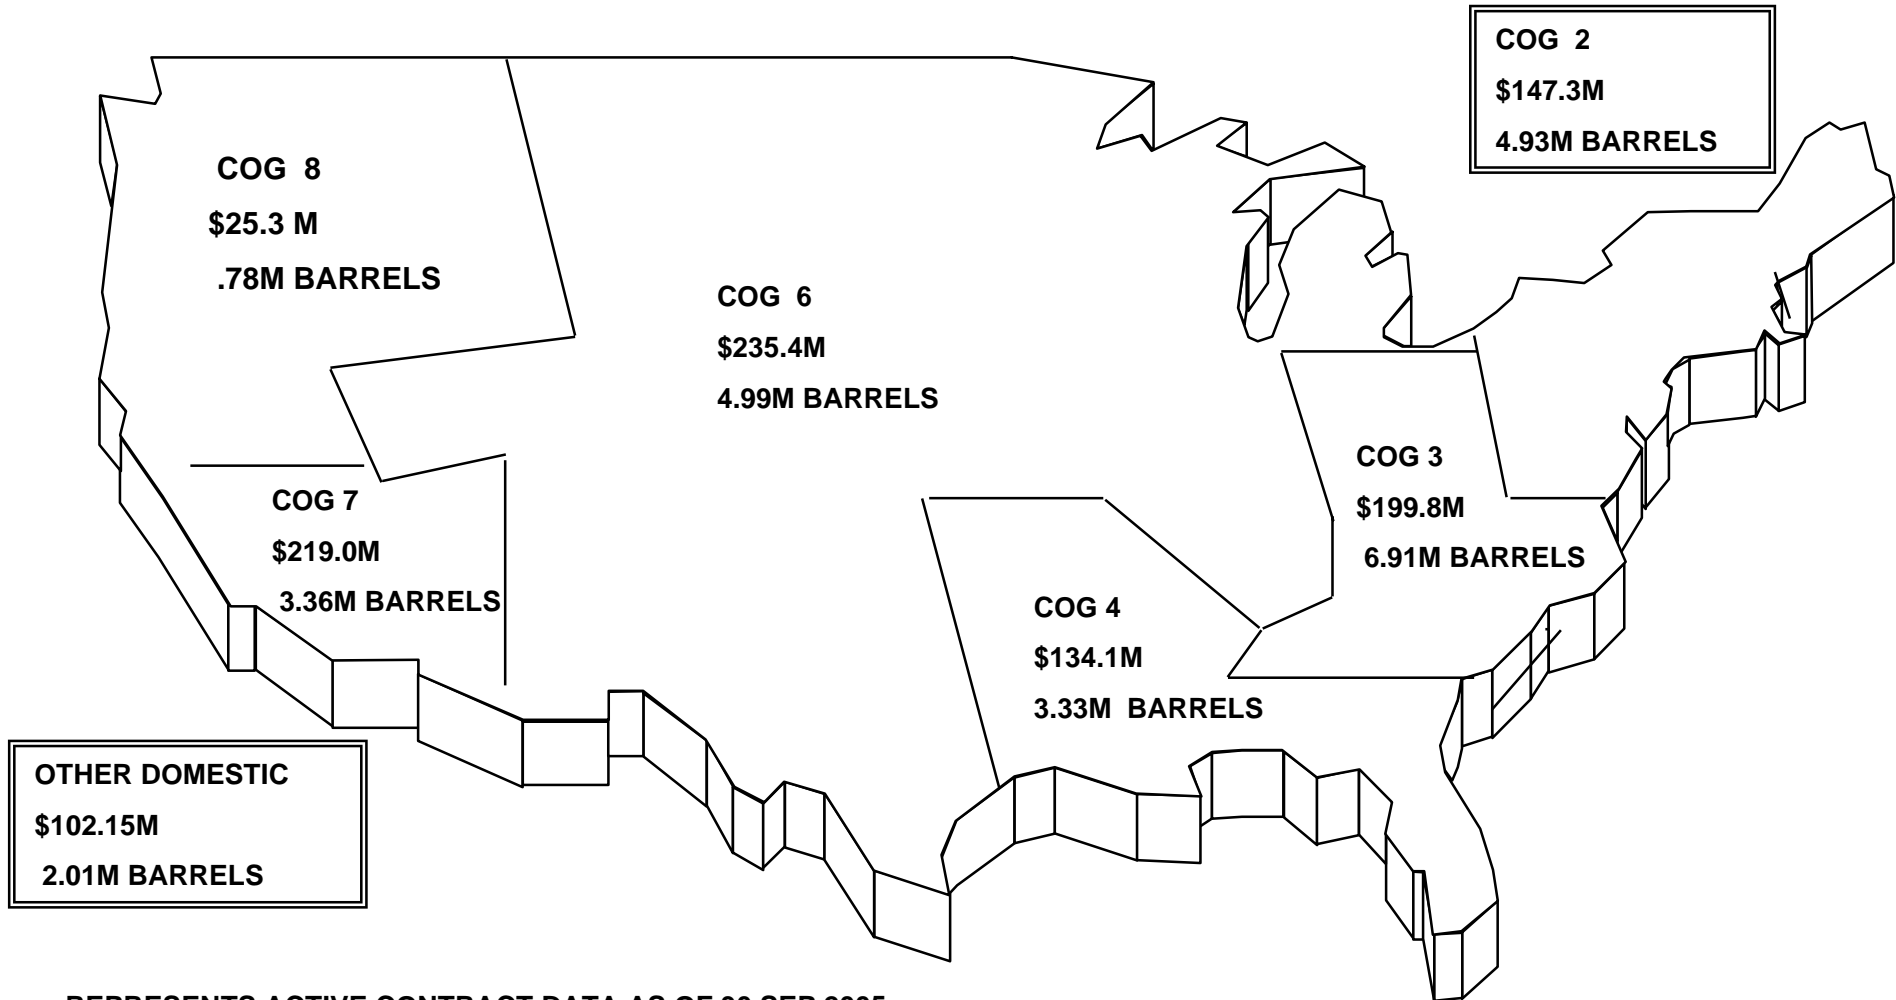 COG 2
$147.3M
4.93M BARRELS
COG 8
$25.3 M
.78M BARRELS
COG 6
$235.4M
4.99M BARRELS
COG 3
$199.8M
6.91M BARRELS
COG 7
$219.0M
3.36M BARRELS
COG 4
$134.1M
3.33M BARRELS
OTHER DOMESTIC
$102.15M
2.01M BARRELS
REPRESENTS ACTIVE CONTRACT DATA AS OF SEP